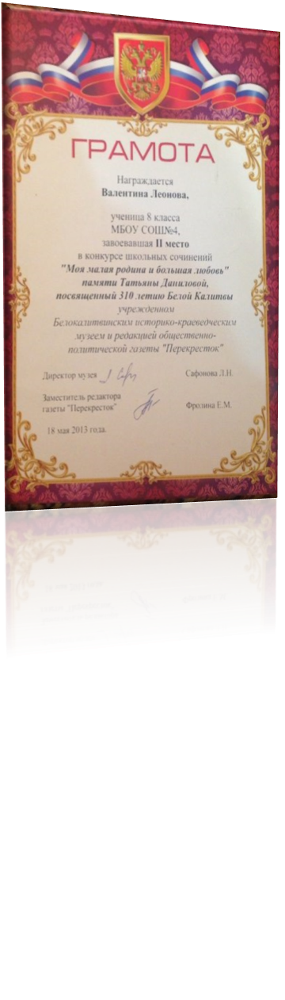 ГРАМОТА
Награждается
Валентина Леонова,
ученица 8 класса
МБОУ СОШ№4,
завоевавшая II место
в конкурсе школьных сочинений
"Моя малая родина и большая любовь"
памяти Татьяны Даниловой,
посвященный 310 летию Белой Калитвы
учрежденном
Белокалитвинским историко-краеведческим
музеем и редакцией общественно-
политической газеты "Перекресток"
Директор музея Сафонова Л.Н.
Заместитель редактора
газеты "Перекресток" Фролина Е.М.
18 мая 2013 года.